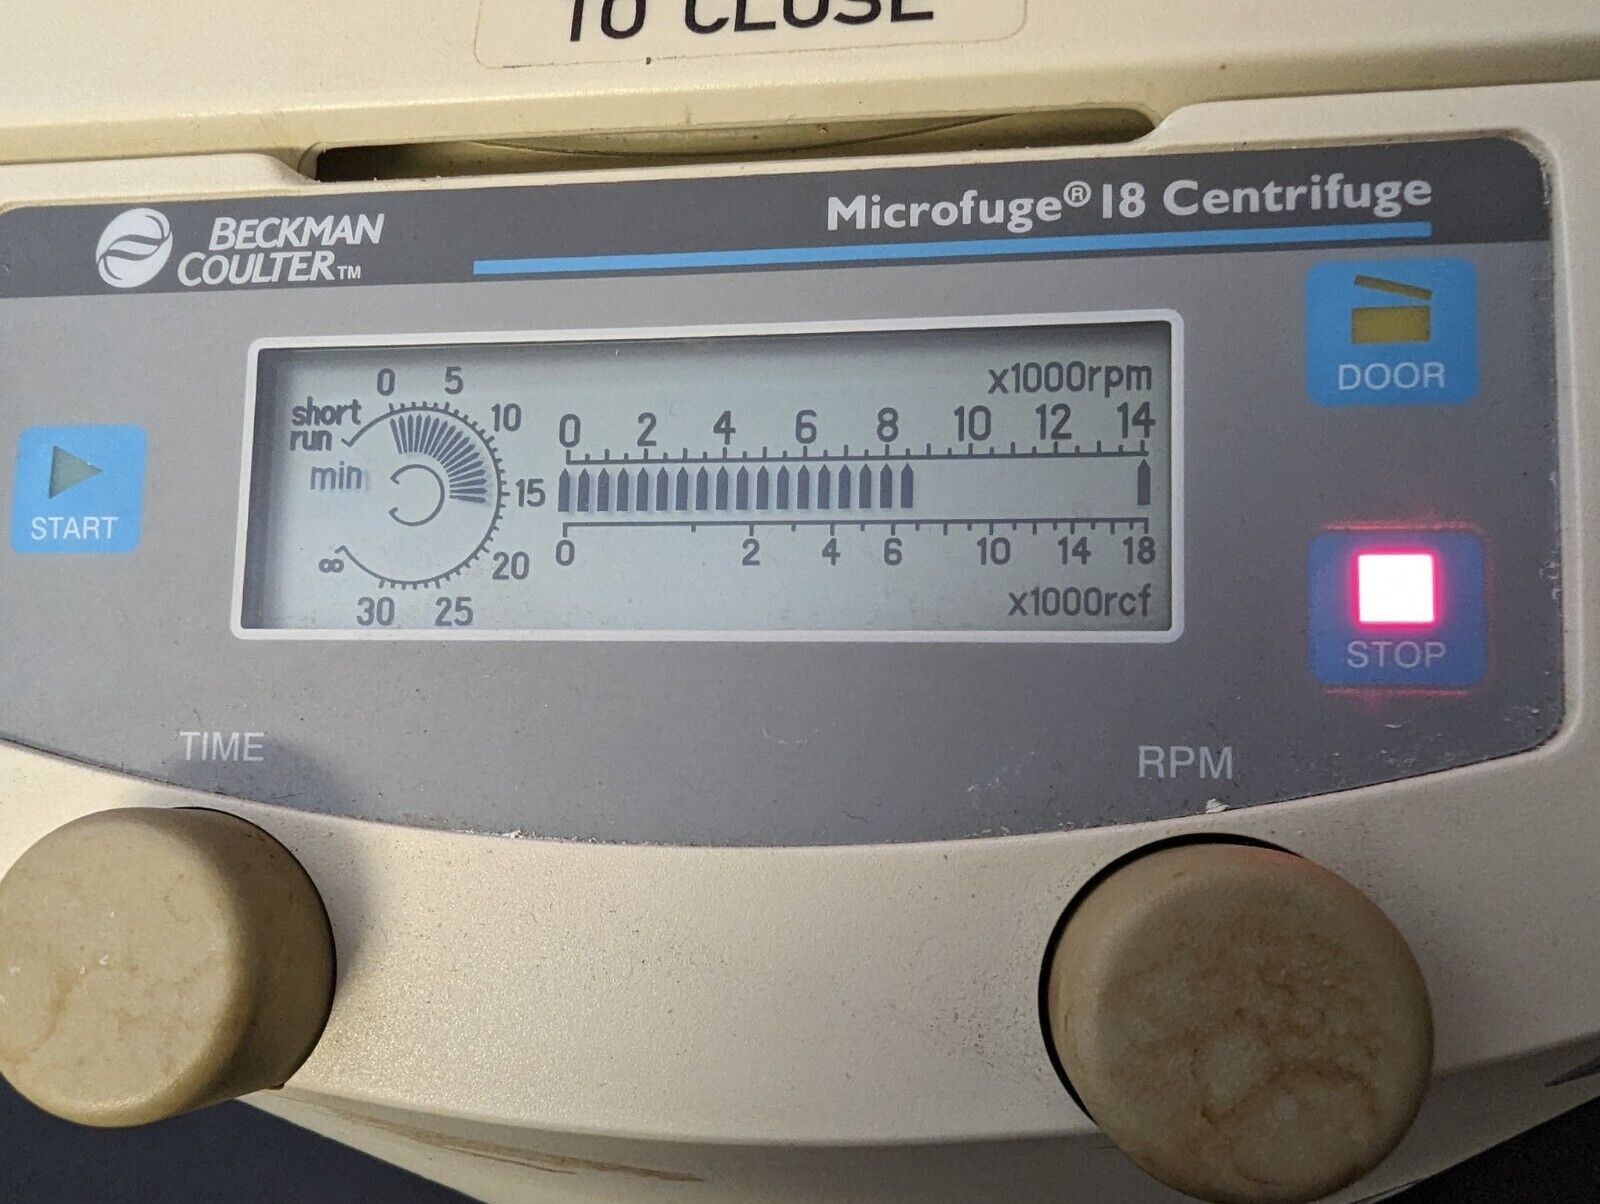 TO CLOSE
BECKMAN
COULTER™
Microfuge® 18 Centrifuge
DOOR
x1000rpm
0 5 10 15 20 25 30 ∞
short
run
min
0 2 4 6 8 10 12 14
0 2 4 6 10 14 18
x1000rcf
START
STOP
TIME
RPM